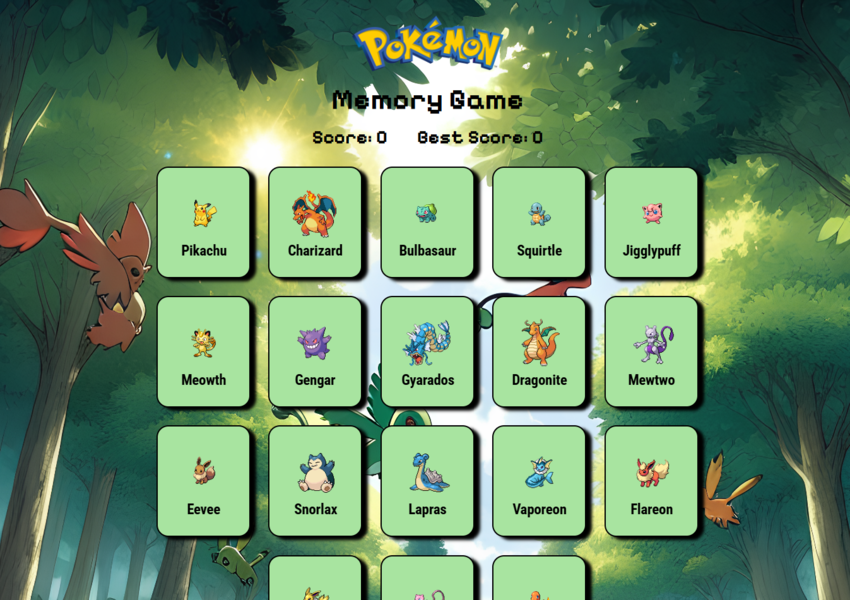 POKéMON
Memory Game
Score: 0 Best Score: 0
Pikachu Charizard Bulbasaur Squirtle Jigglypuff
Meowth Gengar Gyarados Dragonite Mewtwo
Eevee Snorlax Lapras Vaporeon Flareon